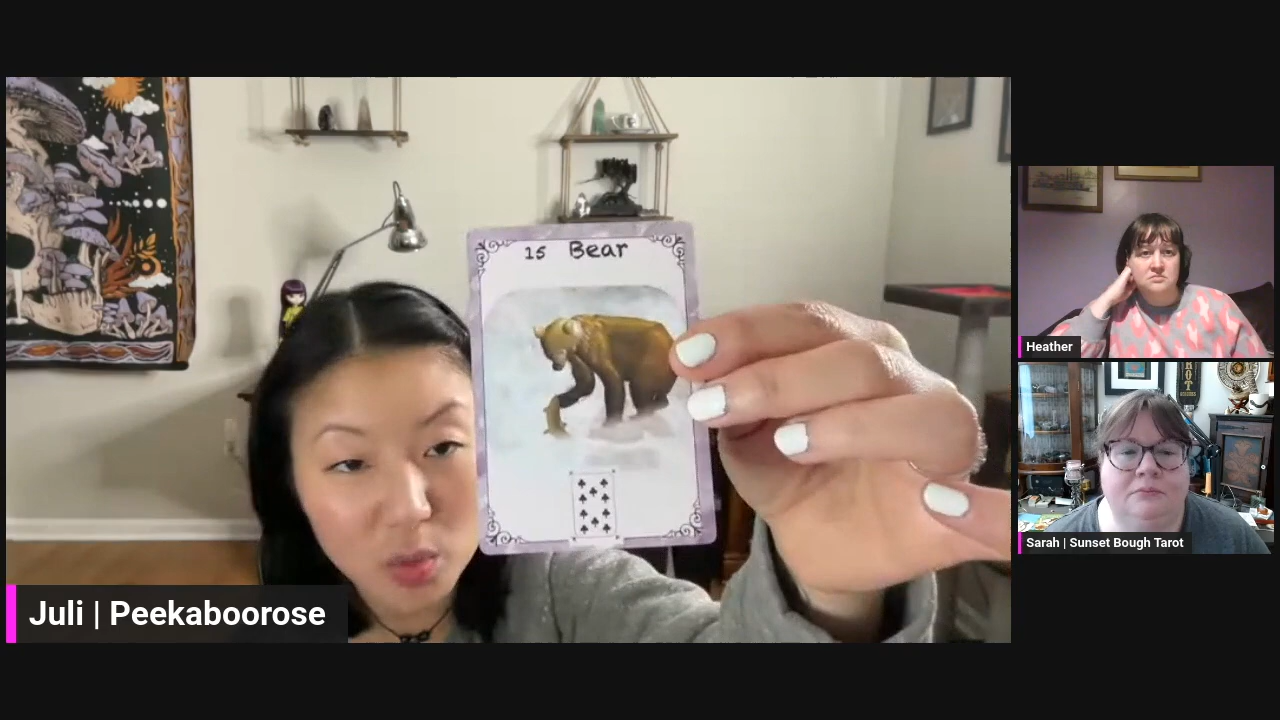 15 Bear
Juli | Peekaboorose
Heather
Sarah | Sunset Bough Tarot